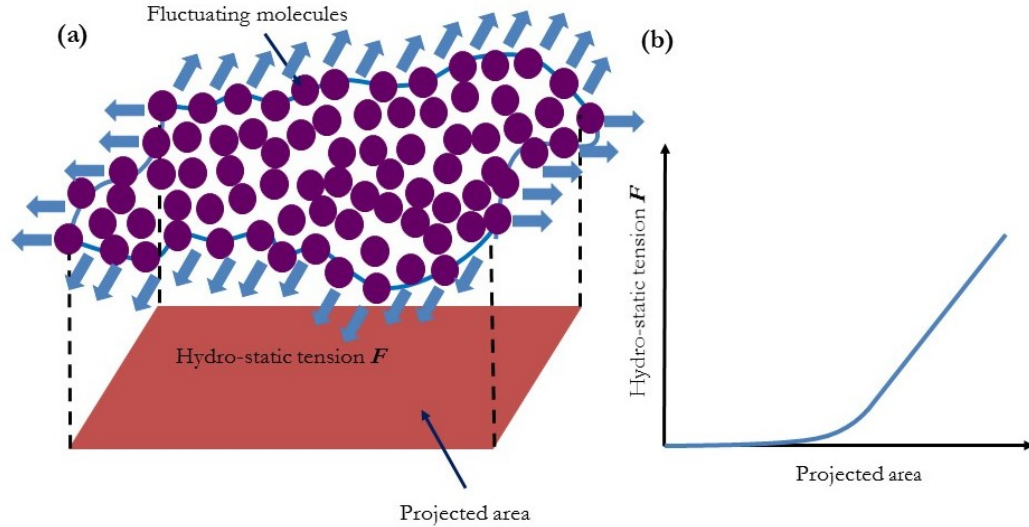 Fluctuating molecules
(a)
Hydro-static tension F
Projected area
(b)
Hydro-static tension F
Projected area